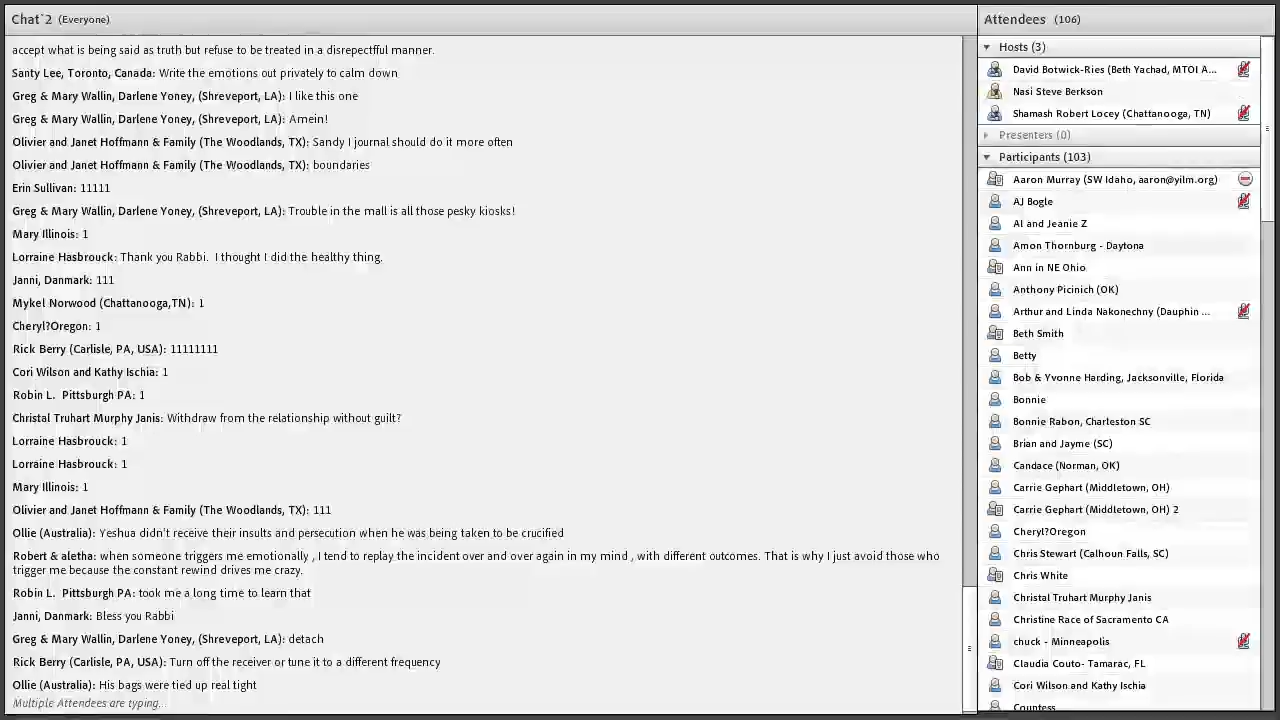 Chat`2 (Everyone)
accept what is being said as truth but refuse to be treated in a disrepectfful manner.
Santy Lee, Toronto, Canada: Write the emotions out privately to calm down
Greg & Mary Wallin, Darlene Yoney, (Shreveport, LA): I like this one
Greg & Mary Wallin, Darlene Yoney, (Shreveport, LA): Amein!
Olivier and Janet Hoffmann & Family (The Woodlands, TX): Sandy I journal should do it more often
Olivier and Janet Hoffmann & Family (The Woodlands, TX): boundaries
Erin Sullivan: 11111
Greg & Mary Wallin, Darlene Yoney, (Shreveport, LA): Trouble in the mall is all those pesky kiosks!
Mary Illinois: 1
Lorraine Hasbrouck: Thank you Rabbi. I thought I did the healthy thing.
Janni, Danmark: 111
Mykel Norwood (Chattanooga,TN): 1
Cheryl?Oregon: 1
Rick Berry (Carlisle, PA, USA): 11111111
Cori Wilson and Kathy Ischia: 1
Robin L. Pittsburgh PA: 1
Christal Truhart Murphy Janis: Withdraw from the relationship without guilt?
Lorraine Hasbrouck: 1
Lorraine Hasbrouck: 1
Mary Illinois: 1
Olivier and Janet Hoffmann & Family (The Woodlands, TX): 111
Ollie (Australia): Yeshua didn't receive their insults and persecution when he was being taken to be crucified
Robert & aletha: when someone triggers me emotionally , I tend to replay the incident over and over again in my mind , with different outcomes. That is why I just avoid those who
trigger me because the constant rewind drives me crazy.
Robin L. Pittsburgh PA: took me a long time to learn that
Janni, Danmark: Bless you Rabbi
Greg & Mary Wallin, Darlene Yoney, (Shreveport, LA): detach
Rick Berry (Carlisle, PA, USA): Turn off the receiver or tune it to a different frequency
Ollie (Australia): His bags were tied up real tight
Multiple Attendees are typing...
Attendees (106)
Hosts (3)
David Botwick-Ries (Beth Yachad, MTOI A...
Nasi Steve Berkson
Shamash Robert Locey (Chattanooga, TN)
Presenters (0)
Participants (103)
Aaron Murray (SW Idaho, aaron@yilm.org)
AJ Bogle
Al and Jeanie Z
Amon Thornburg - Daytona
Ann in NE Ohio
Anthony Picinich (OK)
Arthur and Linda Nakonechny (Dauphin ...
Beth Smith
Betty
Bob & Yvonne Harding, Jacksonville, Florida
Bonnie
Bonnie Rabon, Charleston SC
Brian and Jayme (SC)
Candace (Norman, OK)
Carrie Gephart (Middletown, OH)
Carrie Gephart (Middletown, OH) 2
Cheryl?Oregon
Chris Stewart (Calhoun Falls, SC)
Chris White
Christal Truhart Murphy Janis
Christine Race of Sacramento CA
chuck - Minneapolis
Claudia Couto- Tamarac, FL
Cori Wilson and Kathy Ischia
Countess